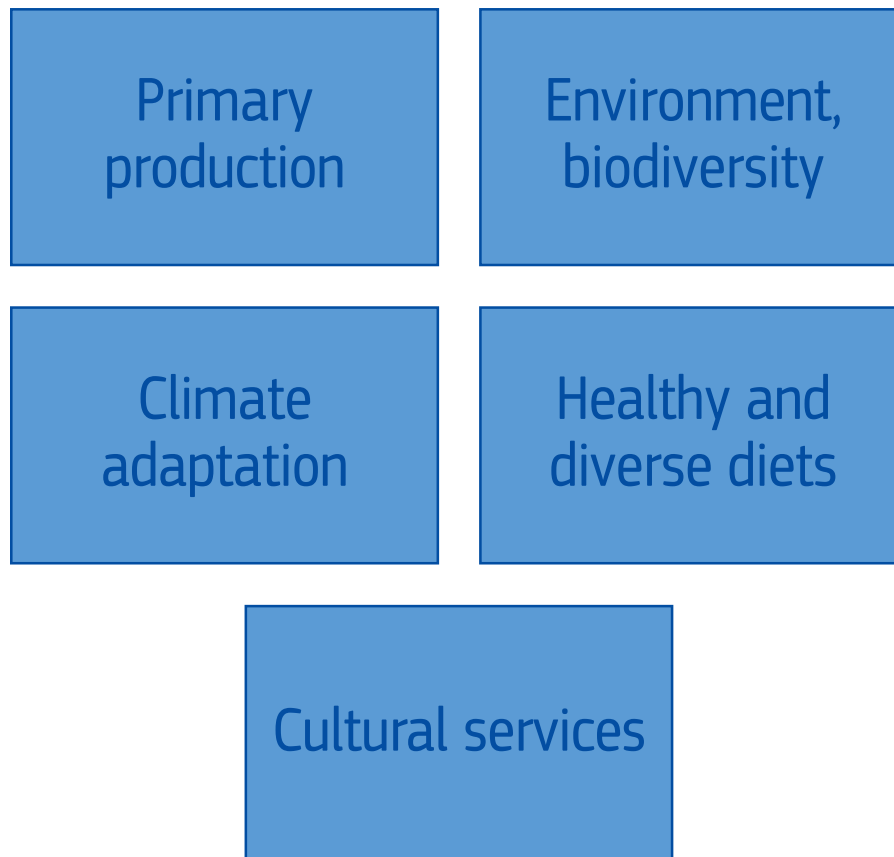 Primary
production
Environment,
biodiversity
Climate
adaptation
Healthy and
diverse diets
Cultural services